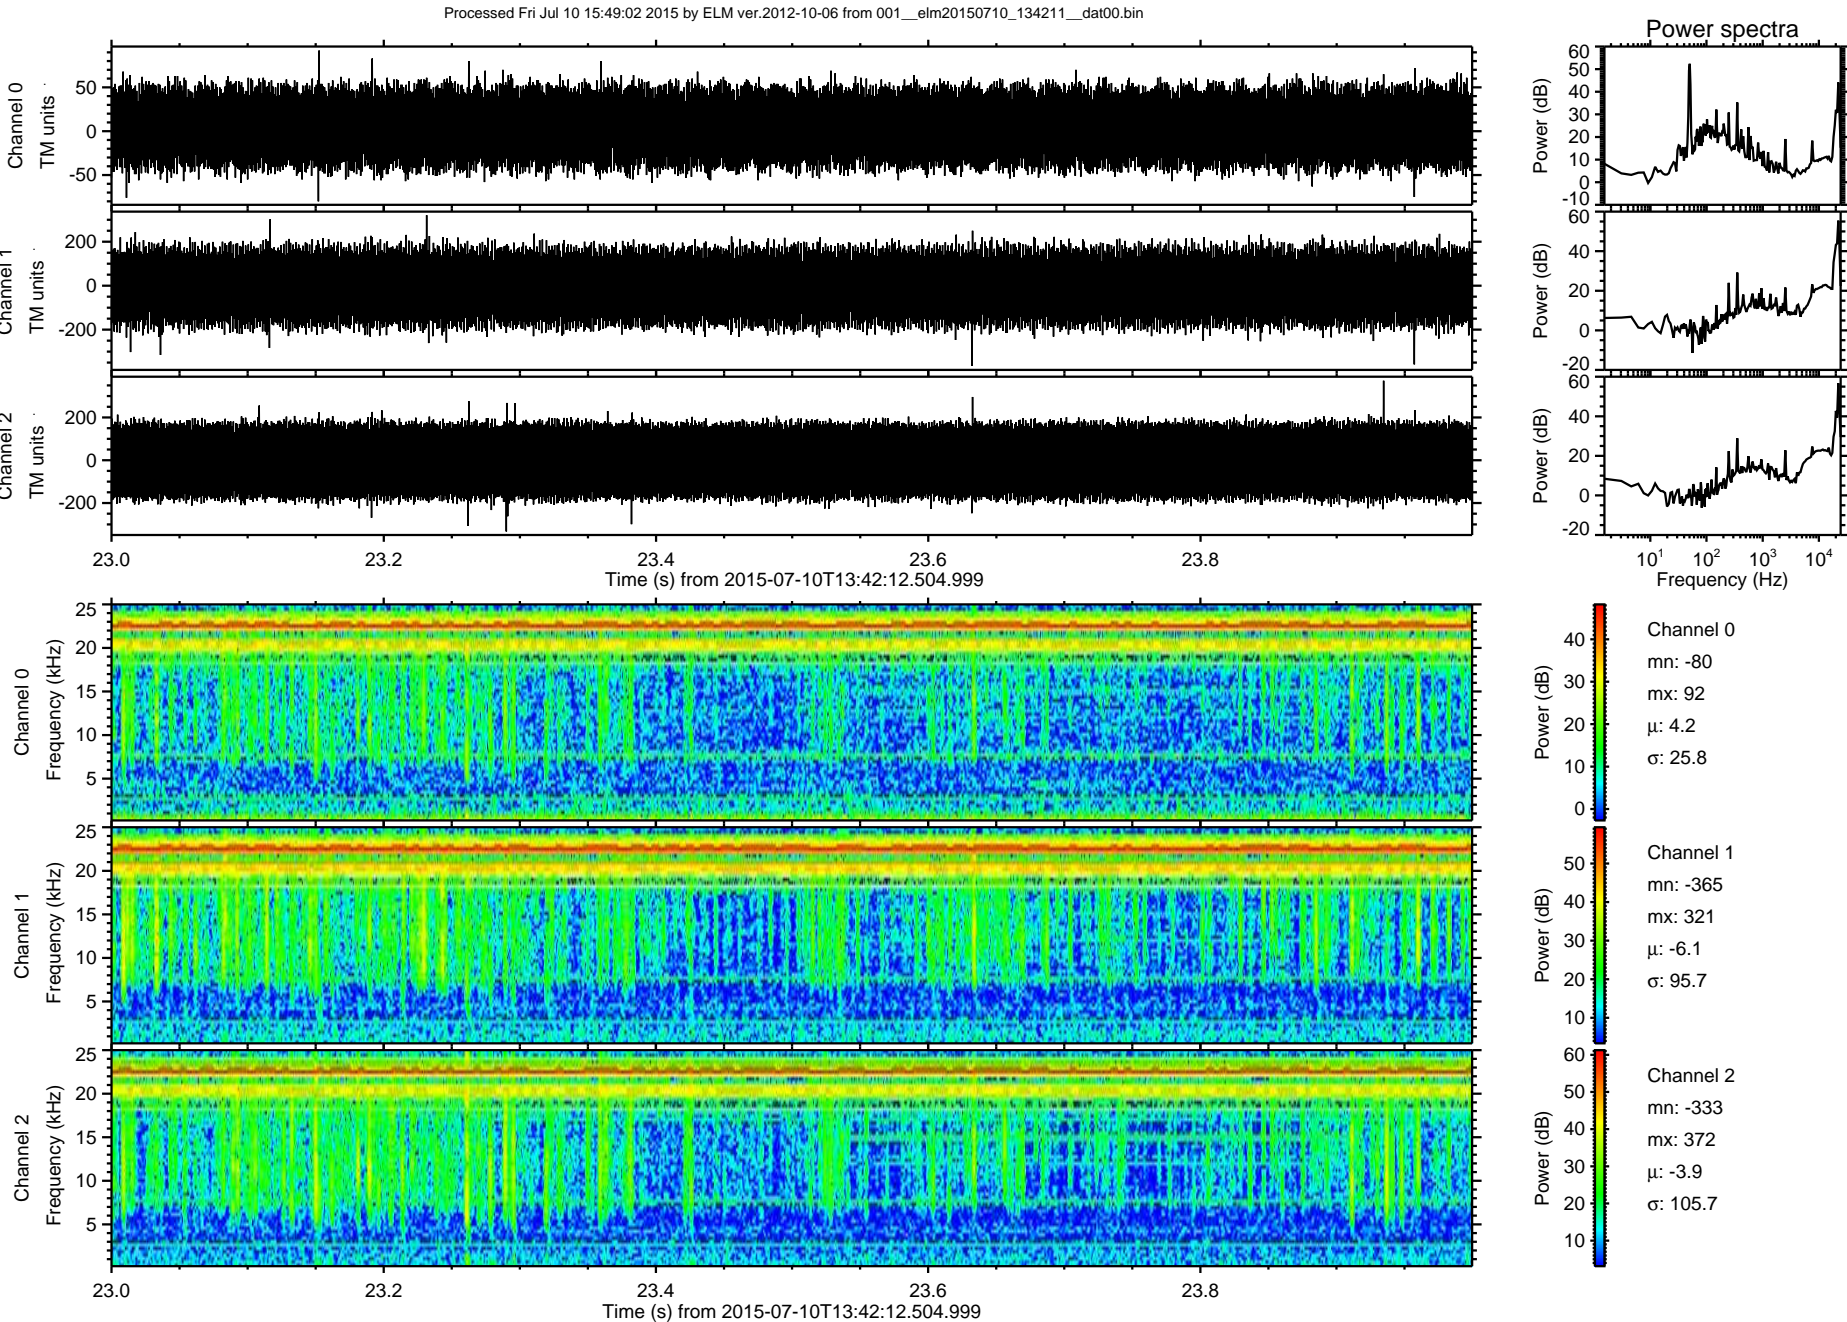 Processed Fri Jul 10 15:49:02 2015 by ELM ver.2012-10-06 from 001__elm20150710_134211__dat00.bin
Power spectra
Channel 0
TM units
50
0
-50
Power (dB)
60
50
40
30
20
10
0
-10
Channel 1
TM units
200
0
-200
Power (dB)
60
40
20
0
-20
Channel 2
TM units
200
0
-200
Power (dB)
60
40
20
0
-20
23.0 23.2 23.4 23.6 23.8
Time (s) from 2015-07-10T13:42:12.504.999
10^1 10^2 10^3 10^4
Frequency (Hz)
Channel 0
Frequency (kHz)
25
20
15
10
5
Power (dB)
40
30
20
10
0
Channel 0
mn: -80
mx: 92
μ: 4.2
σ: 25.8
Channel 1
Frequency (kHz)
25
20
15
10
5
Power (dB)
50
40
30
20
10
Channel 1
mn: -365
mx: 321
μ: -6.1
σ: 95.7
Channel 2
Frequency (kHz)
25
20
15
10
5
Power (dB)
60
50
40
30
20
10
Channel 2
mn: -333
mx: 372
μ: -3.9
σ: 105.7
23.0 23.2 23.4 23.6 23.8
Time (s) from 2015-07-10T13:42:12.504.999